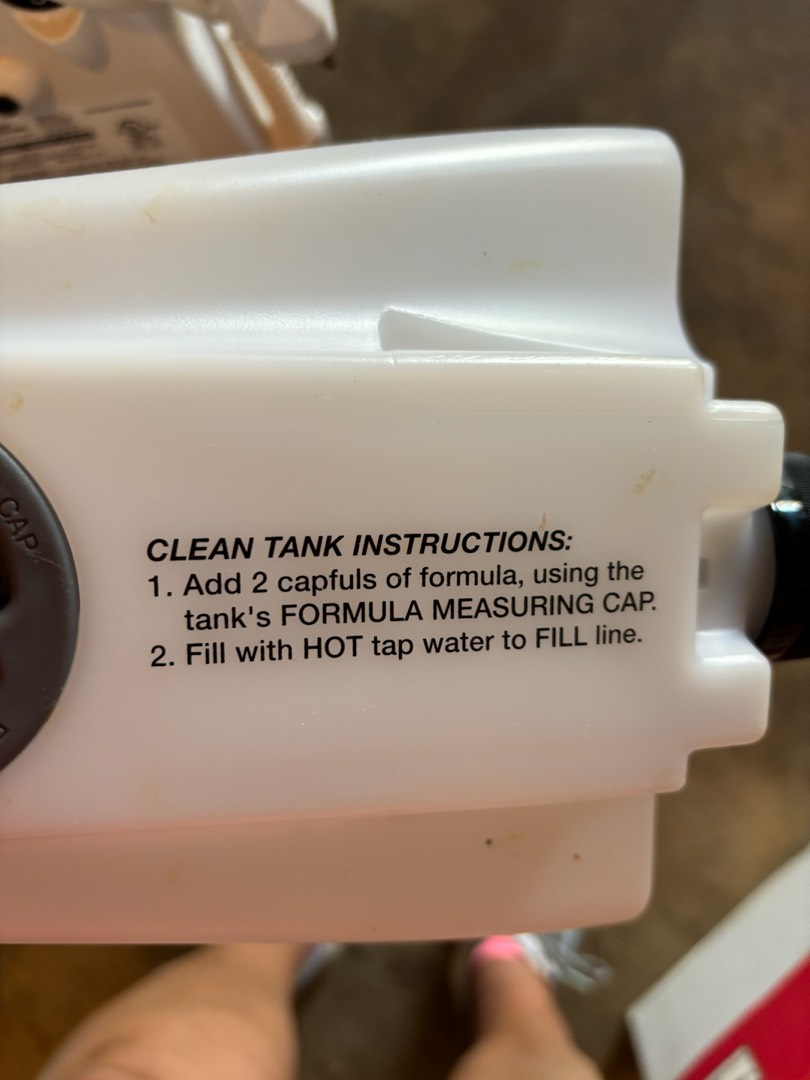 CAP
CLEAN TANK INSTRUCTIONS:
1. Add 2 capfuls of formula, using the
tank's FORMULA MEASURING CAP.
2. Fill with HOT tap water to FILL line.